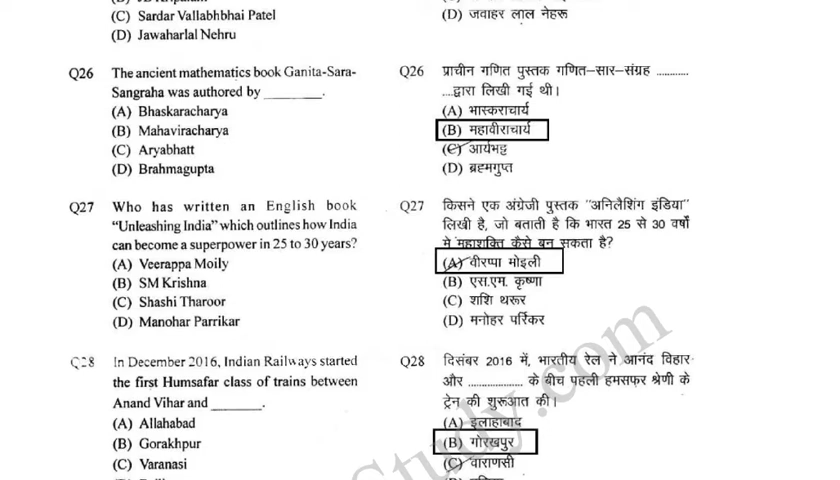 (C) Sardar Vallabhbhai Patel
(D) Jawaharlal Nehru
Q26 The ancient mathematics book Ganita-Sara-
Sangraha was authored by ________.
(A) Bhaskaracharya
(B) Mahaviracharya
(C) Aryabhatt
(D) Brahmagupta
Q27 Who has written an English book
"Unleashing India" which outlines how India
can become a superpower in 25 to 30 years?
(A) Veerappa Moily
(B) SM Krishna
(C) Shashi Tharoor
(D) Manohar Parrikar
Q28 In December 2016, Indian Railways started
the first Humsafar class of trains between
Anand Vihar and _______.
(A) Allahabad
(B) Gorakhpur
(C) Varanasi
(D) जवाहर लाल नेहरू
Q26 प्राचीन गणित पुस्तक गणित–सार–संग्रह ............
....द्वारा लिखी गई थी।
(A) भास्कराचार्य
(B) महावीराचार्य
(C) आर्यभट्ट
(D) ब्रह्मगुप्त
Q27 किसने एक अंग्रेजी पुस्तक "अनिलैशिंग इंडिया"
लिखी है, जो बताती है कि भारत 25 से 30 वर्षों
मे महाशक्ति कैसे बन सकता है?
(A) वीरप्पा मोइली
(B) एस.एम. कृष्णा
(C) शशि थरूर
(D) मनोहर पर्रिकर
Q28 दिसंबर 2016 में, भारतीय रेल ने आनंद विहार
और .................... के बीच पहली हमसफर श्रेणी के
ट्रेन की शुरूआत की।
(A) इलाहाबाद
(B) गोरखपुर
(C) वाराणसी
Study.com